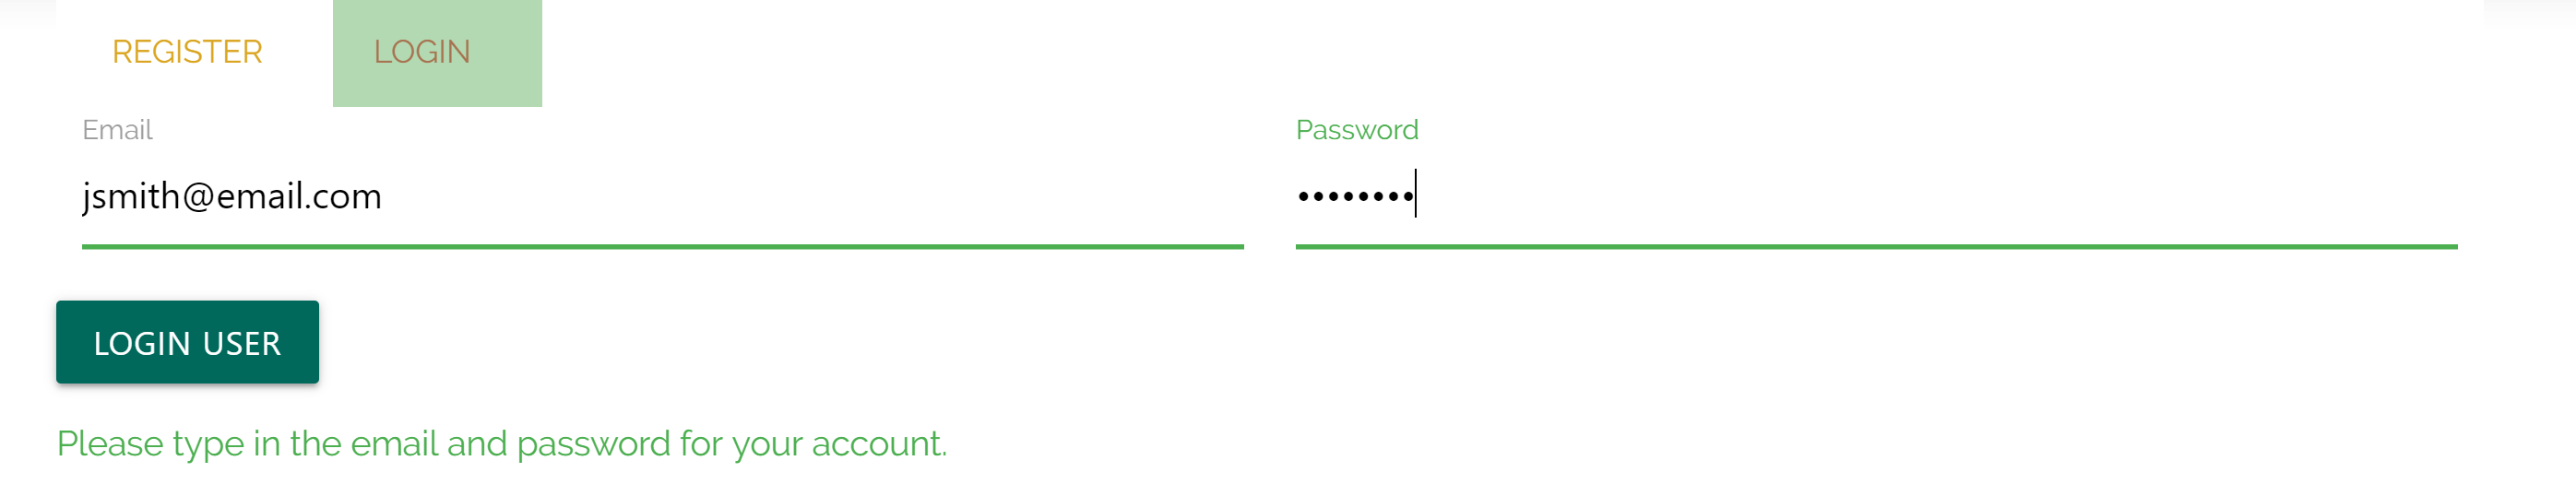 REGISTER LOGIN
Email Password
jsmith@email.com ••••••••
LOGIN USER
Please type in the email and password for your account.